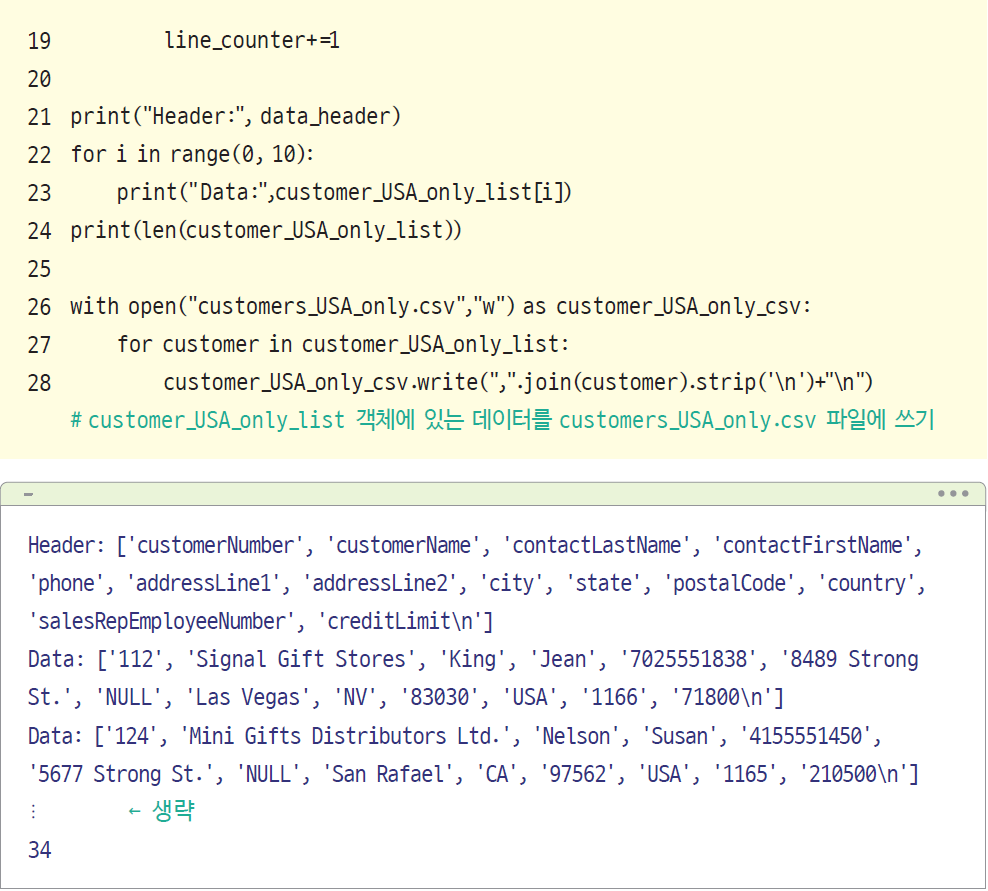 19 line_counter+=1
20
21 print("Header:", data_header)
22 for i in range(0, 10):
23 print("Data:",customer_USA_only_list[i])
24 print(len(customer_USA_only_list))
25
26 with open("customers_USA_only.csv","w") as customer_USA_only_csv:
27 for customer in customer_USA_only_list:
28 customer_USA_only_csv.write(",".join(customer).strip('\n')+"\n")
# customer_USA_only_list 객체에 있는 데이터를 customers_USA_only.csv 파일에 쓰기
Header: ['customerNumber', 'customerName', 'contactLastName', 'contactFirstName',
'phone', 'addressLine1', 'addressLine2', 'city', 'state', 'postalCode', 'country',
'salesRepEmployeeNumber', 'creditLimit\n']
Data: ['112', 'Signal Gift Stores', 'King', 'Jean', '7025551838', '8489 Strong
St.', 'NULL', 'Las Vegas', 'NV', '83030', 'USA', '1166', '71800\n']
Data: ['124', 'Mini Gifts Distributors Ltd.', 'Nelson', 'Susan', '4155551450',
'5677 Strong St.', 'NULL', 'San Rafael', 'CA', '97562', 'USA', '1165', '210500\n']
⋮ ← 생략
34